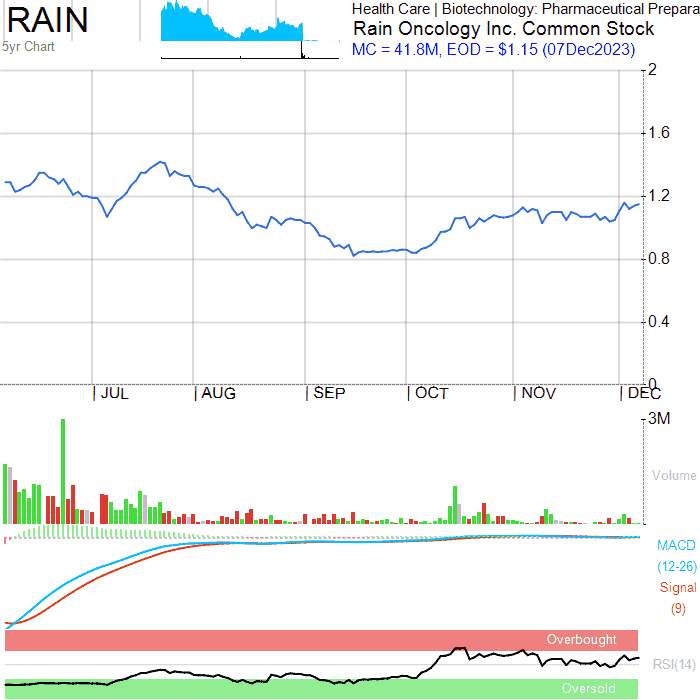 RAIN
5yr Chart
Health Care | Biotechnology: Pharmaceutical Prepara
Rain Oncology Inc. Common Stock
MC = 41.8M, EOD = $1.15 (07Dec2023)
2
1.6
1.2
0.8
0.4
0
JUL AUG SEP OCT NOV DEC
3M
Volume
MACD
(12-26)
Signal
(9)
Overbought
RSI(14)
Oversold